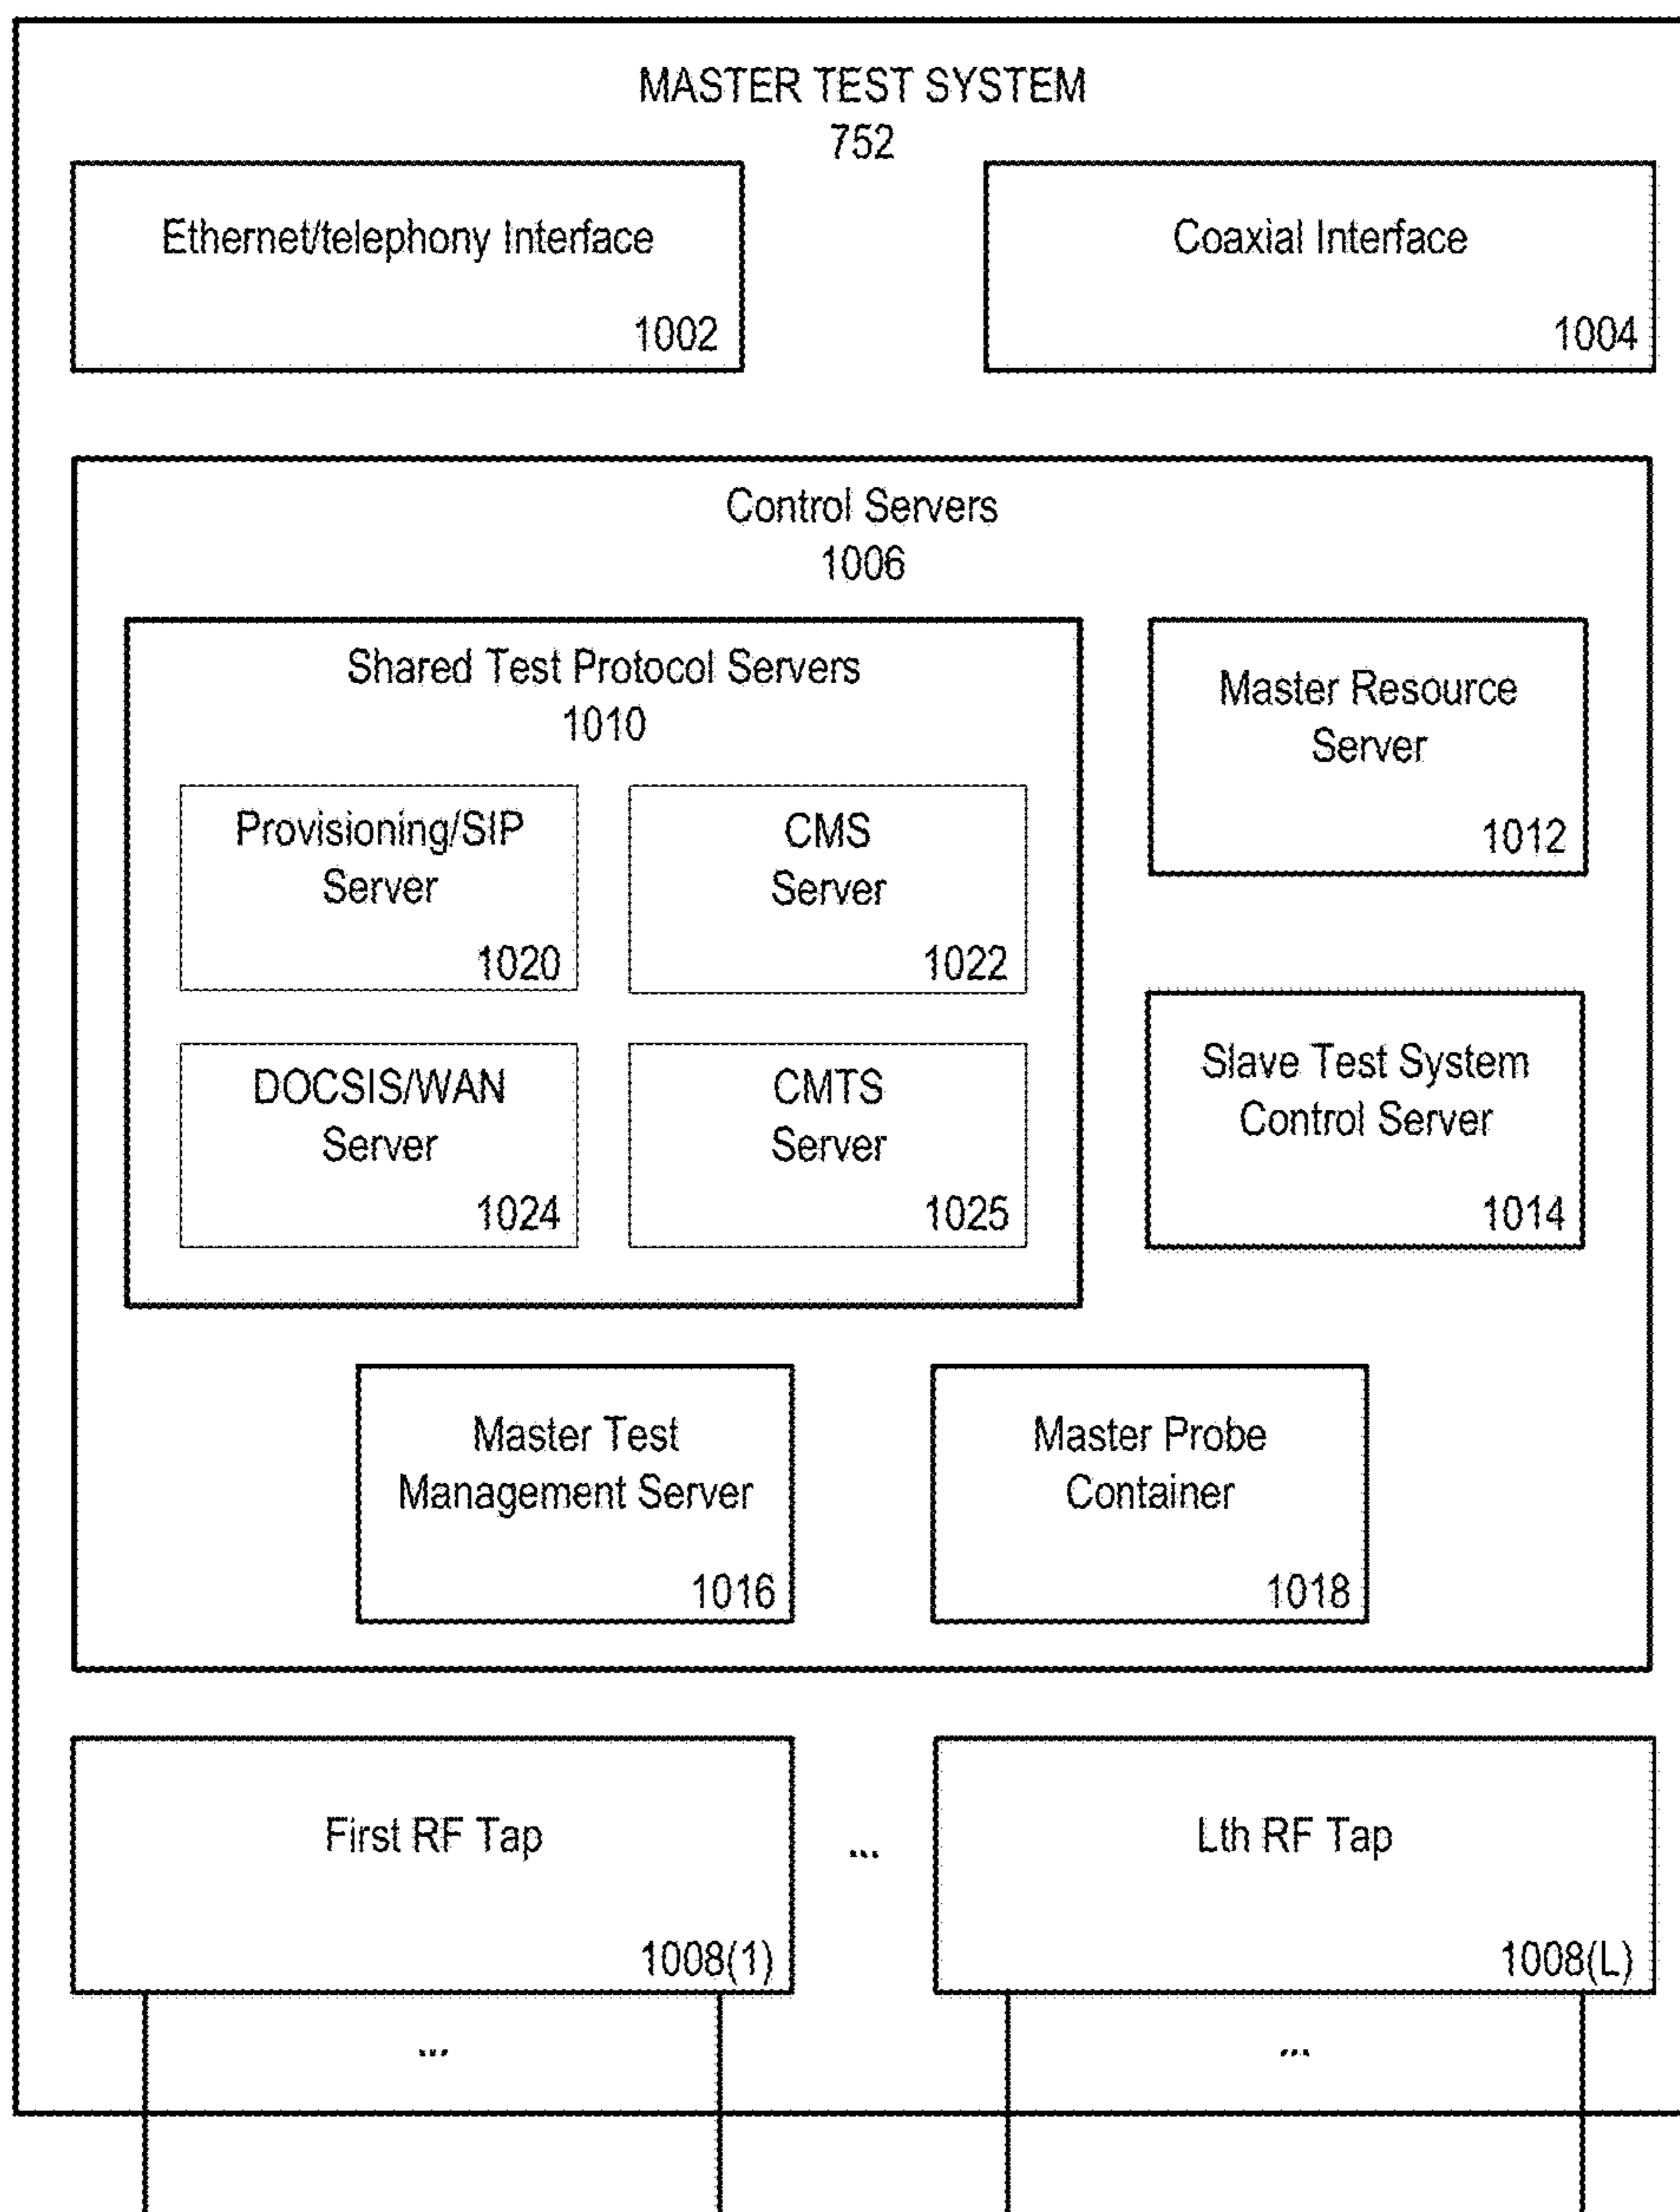 MASTER TEST SYSTEM
752
Ethernet/telephony Interface
1002
Coaxial Interface
1004
Control Servers
1006
Shared Test Protocol Servers
1010
Provisioning/SIP
Server
1020
CMS
Server
1022
DOCSIS/WAN
Server
1024
CMTS
Server
1025
Master Resource
Server
1012
Slave Test System
Control Server
1014
Master Test
Management Server
1016
Master Probe
Container
1018
First RF Tap
1008(1)
...
Lth RF Tap
1008(L)
...
...